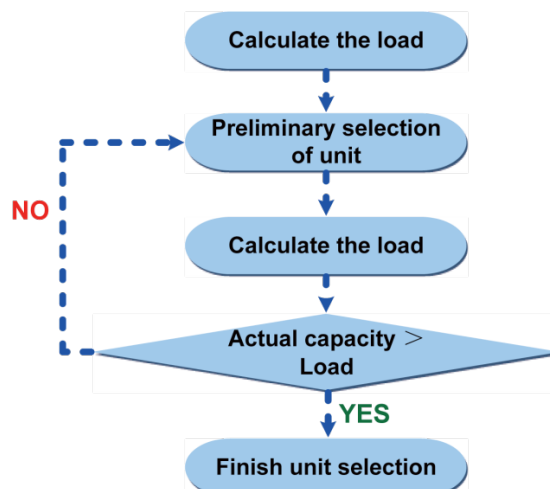 Calculate the load
Preliminary selection
of unit
NO
Calculate the load
Actual capacity ＞
Load
YES
Finish unit selection